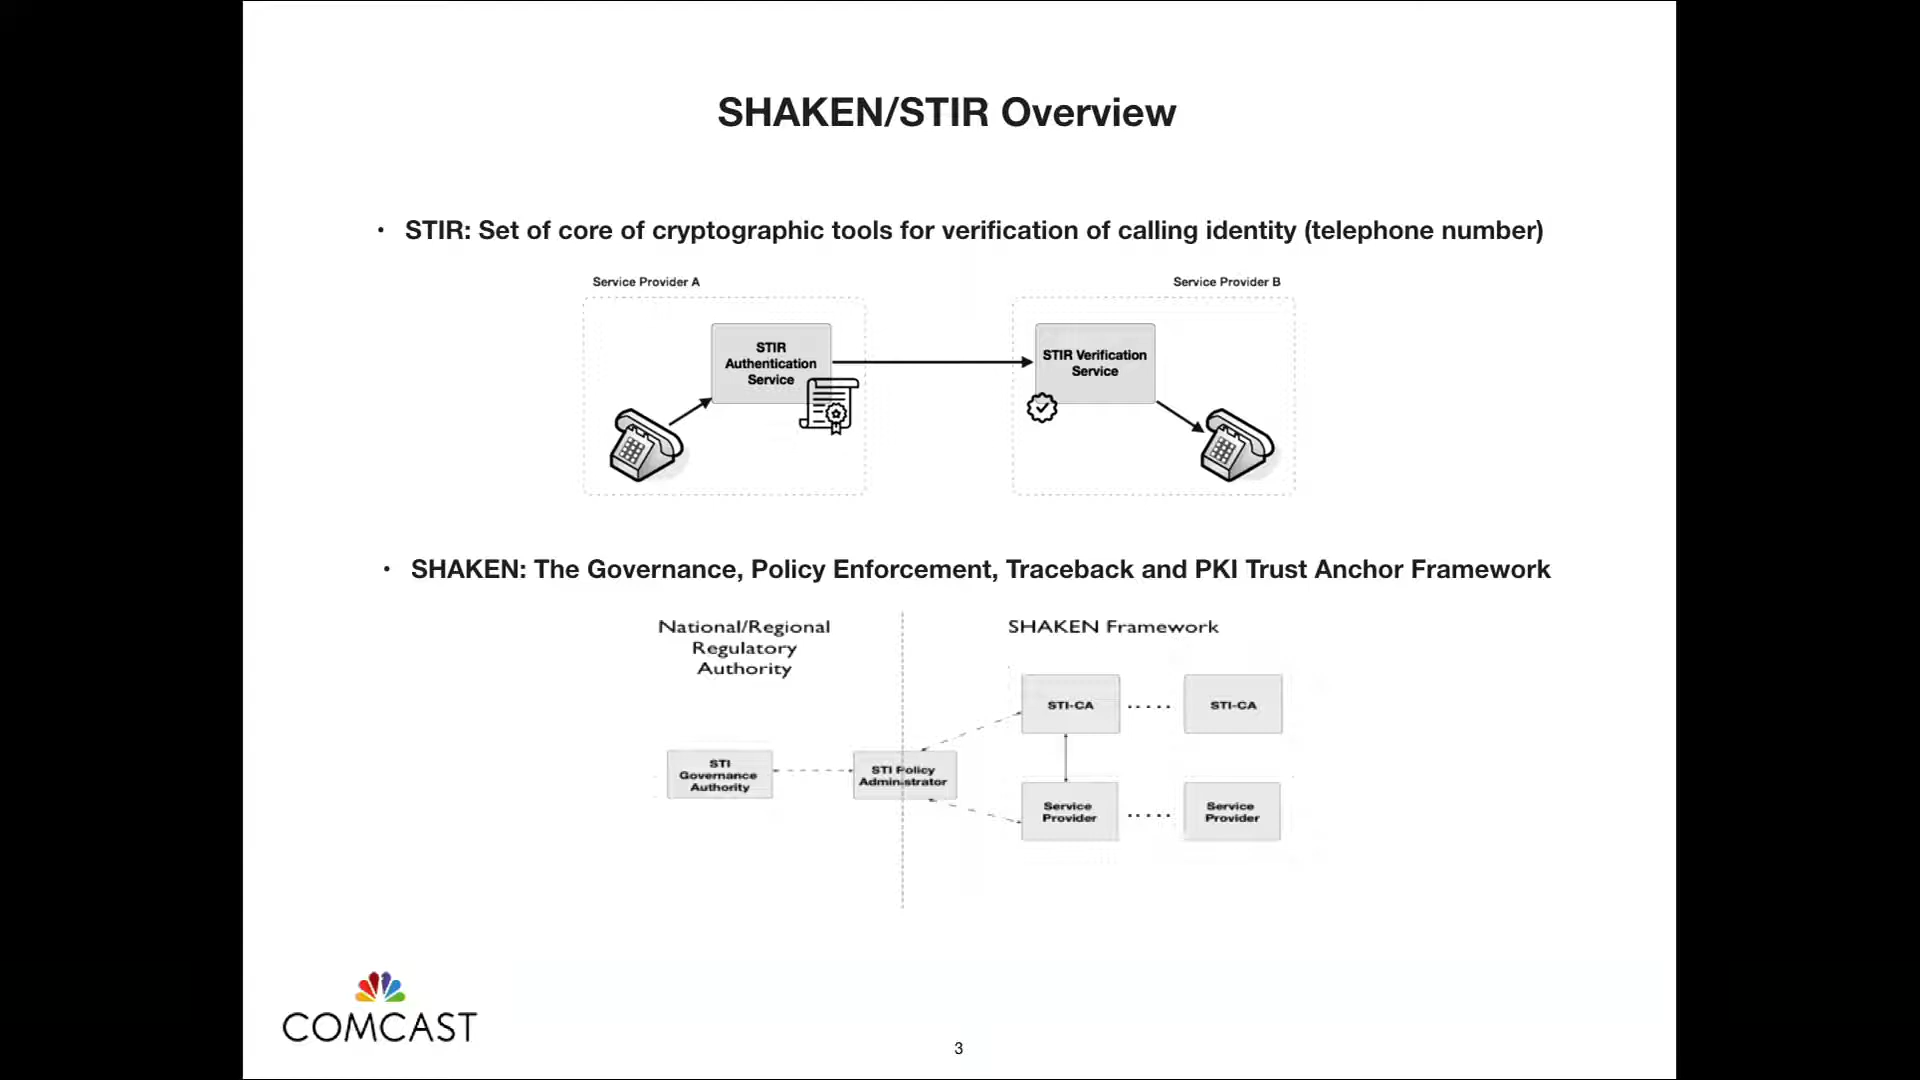 SHAKEN/STIR Overview
• STIR: Set of core of cryptographic tools for verification of calling identity (telephone number)
Service Provider A
Service Provider B
STIR
Authentication
Service
STIR Verification
Service
• SHAKEN: The Governance, Policy Enforcement, Traceback and PKI Trust Anchor Framework
National/Regional
Regulatory
Authority
SHAKEN Framework
STI-CA
STI-CA
STI
Governance
Authority
STI Policy
Administrator
Service
Provider
Service
Provider
COMCAST
3